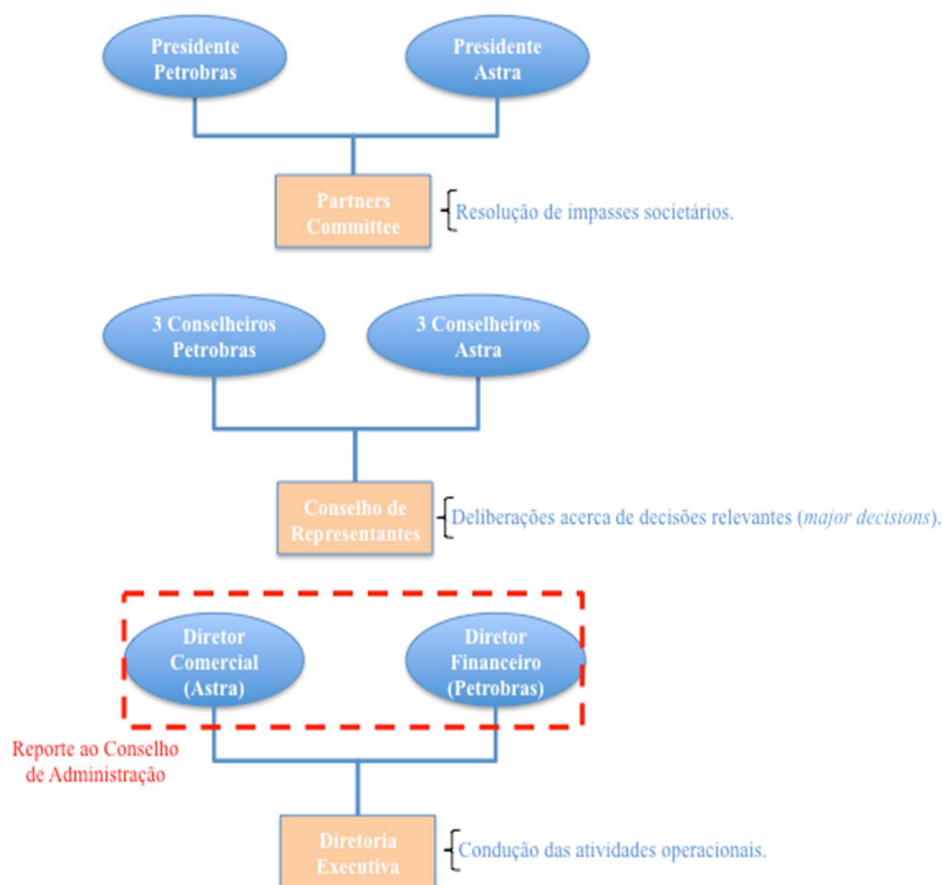 Presidente
Petrobras
Presidente
Astra
Partners
Committee
Resolução de impasses societários.
3 Conselheiros
Petrobras
3 Conselheiros
Astra
Conselho de
Representantes
Deliberações acerca de decisões relevantes (major decisions).
Diretor
Comercial
(Astra)
Diretor
Financeiro
(Petrobras)
Reporte ao Conselho
de Administração
Diretoria
Executiva
Condução das atividades operacionais.